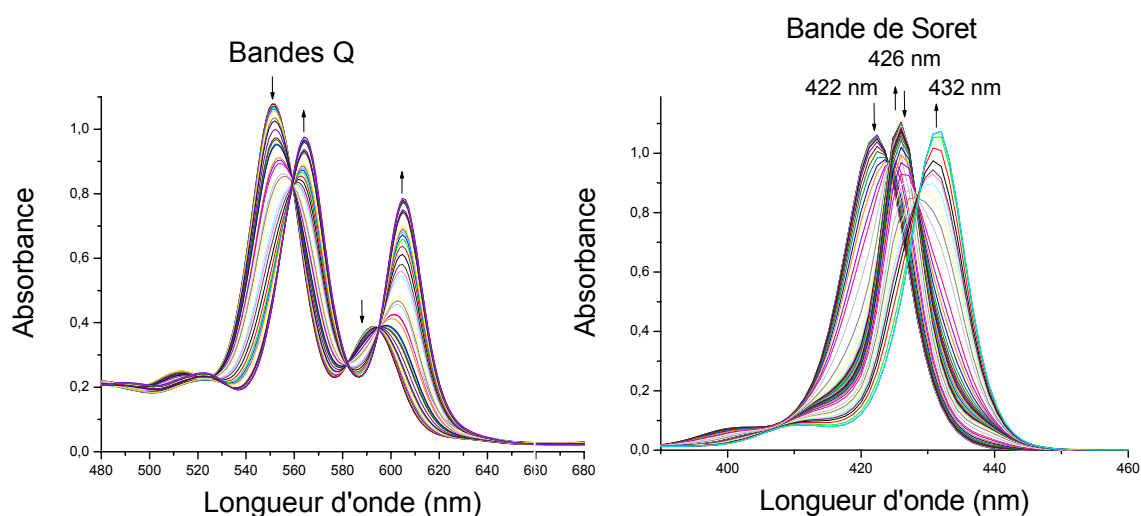 Bandes Q
Absorbance
1,0
0,8
0,6
0,4
0,2
0,0
480 500 520 540 560 580 600 620 640 660 680
Longueur d'onde (nm)
Bande de Soret
426 nm
422 nm 432 nm
Absorbance
1,0
0,8
0,6
0,4
0,2
0,0
400 420 440 460
Longueur d'onde (nm)